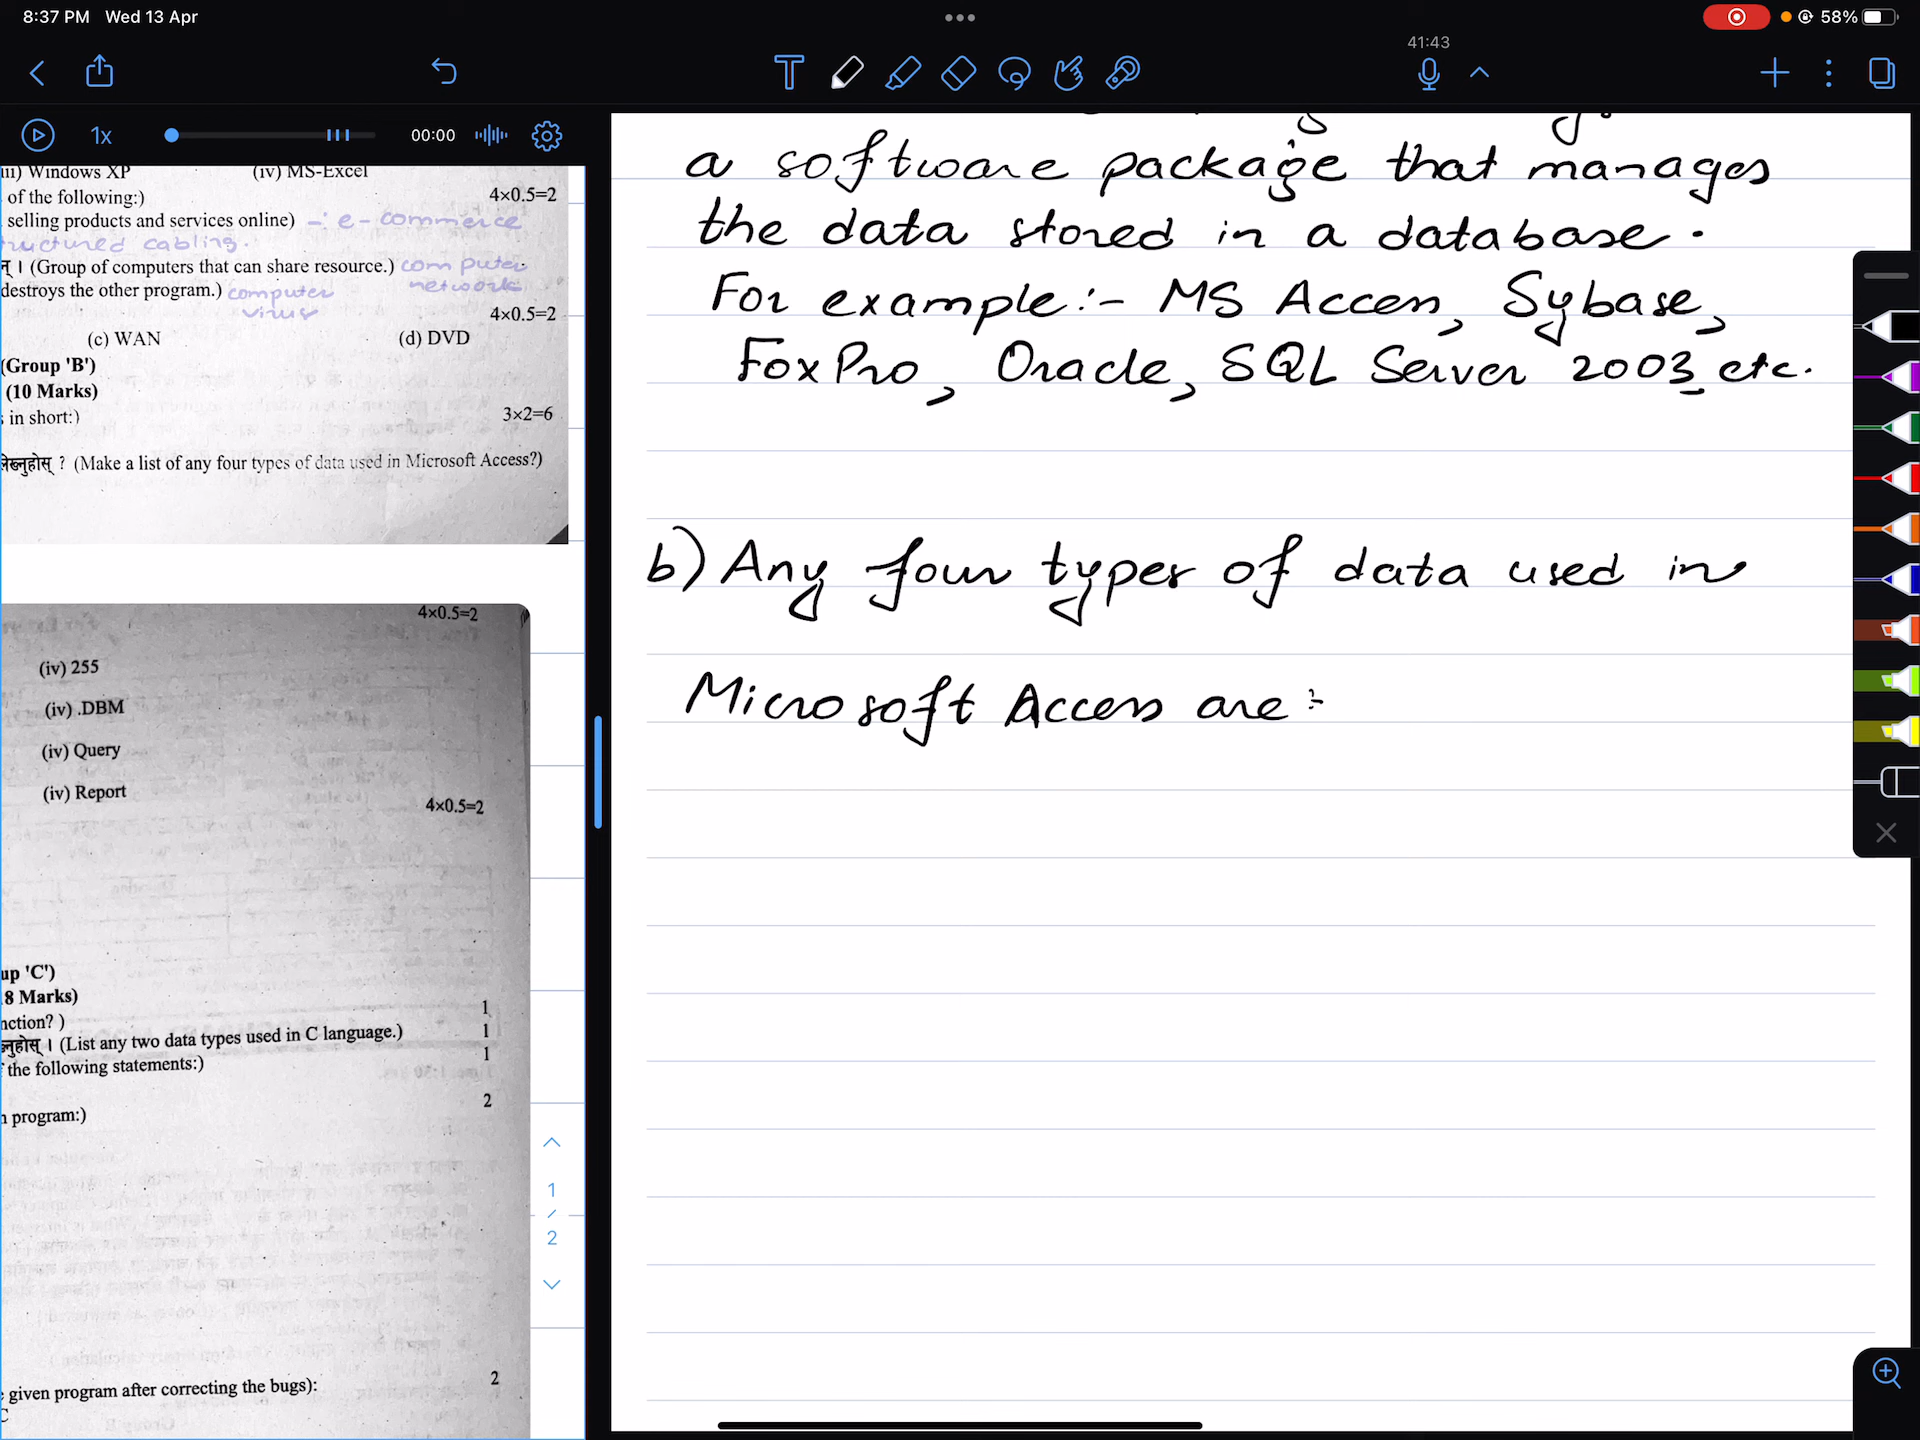 8:37 PM Wed 13 Apr
58%
41:43
1x
00:00
iii) Windows XP (iv) MS-Excel
of the following:) 4×0.5=2
selling products and services online) -: e-commerce
ructured cabling.
न् । (Group of computers that can share resource.) computer
network
destroys the other program.) computer
virus
4×0.5=2
(c) WAN (d) DVD
(Group 'B')
(10 Marks)
in short:) 3×2=6
लेख्नुहोस् ? (Make a list of any four types of data used in Microsoft Access?)
4×0.5=2
(iv) 255
(iv) .DBM
(iv) Query
(iv) Report
4×0.5=2
up 'C')
8 Marks)
nction? ) 1
नुहोस् । (List any two data types used in C language.) 1
the following statements:) 1
2
n program:)
1
/
2
given program after correcting the bugs): 2
a software package that manages
the data stored in a database.
For example:- MS Access, Sybase,
FoxPro, Oracle, SQL Server 2003 etc.
b) Any four types of data used in
Microsoft Access are :-